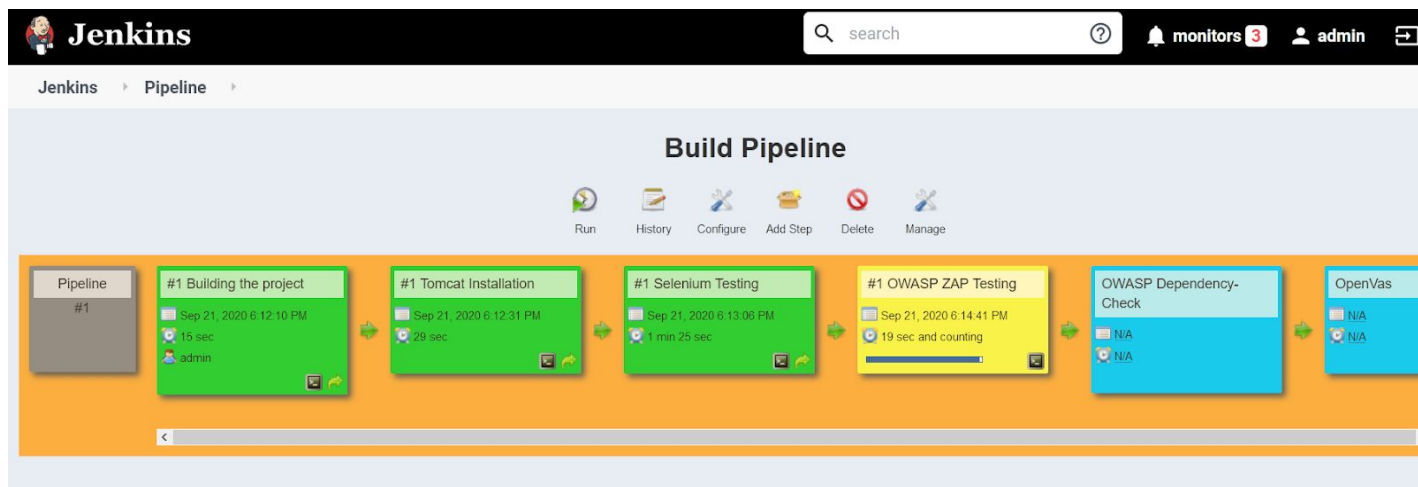 Jenkins
search
monitors 3
admin
Jenkins
Pipeline
Build Pipeline
Run
History
Configure
Add Step
Delete
Manage
Pipeline
#1
#1 Building the project
Sep 21, 2020 6:12:10 PM
15 sec
admin
#1 Tomcat Installation
Sep 21, 2020 6:12:31 PM
29 sec
#1 Selenium Testing
Sep 21, 2020 6:13:06 PM
1 min 25 sec
#1 OWASP ZAP Testing
Sep 21, 2020 6:14:41 PM
19 sec and counting
OWASP Dependency-
Check
N/A
N/A
OpenVas
N/A
N/A